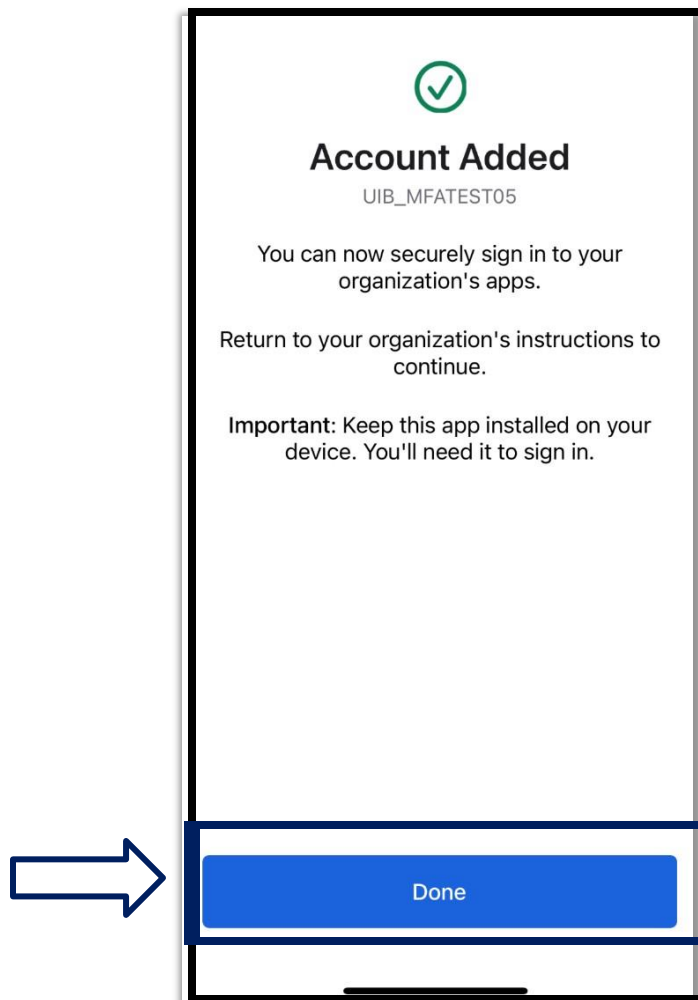 Account Added
UIB_MFATEST05
You can now securely sign in to your
organization's apps.
Return to your organization's instructions to
continue.
Important: Keep this app installed on your
device. You'll need it to sign in.
Done